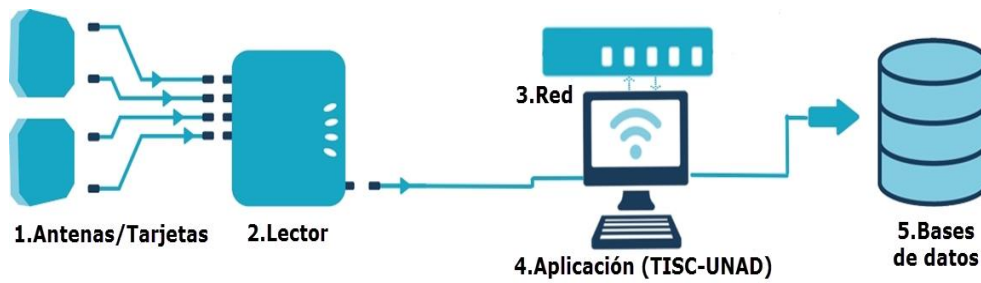 3.Red
1.Antenas/Tarjetas
2.Lector
4.Aplicación (TISC-UNAD)
5.Bases
de datos